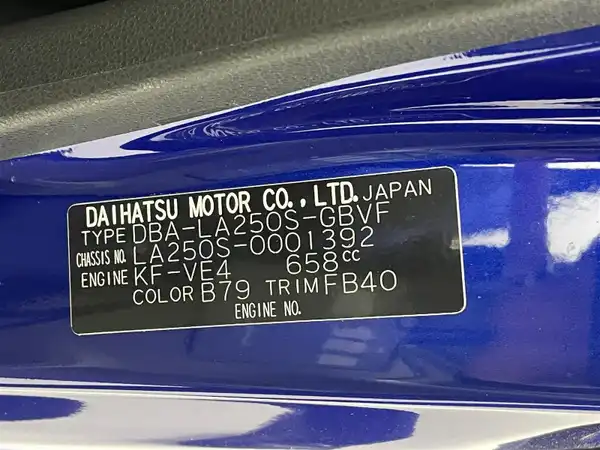 DAIHATSU MOTOR CO., LTD. JAPAN
TYPE DBA-LA250S-GBVF
CHASSIS NO. LA250S-0001392
ENGINE KF-VE4 658CC
COLOR B79 TRIM FB40
ENGINE NO.